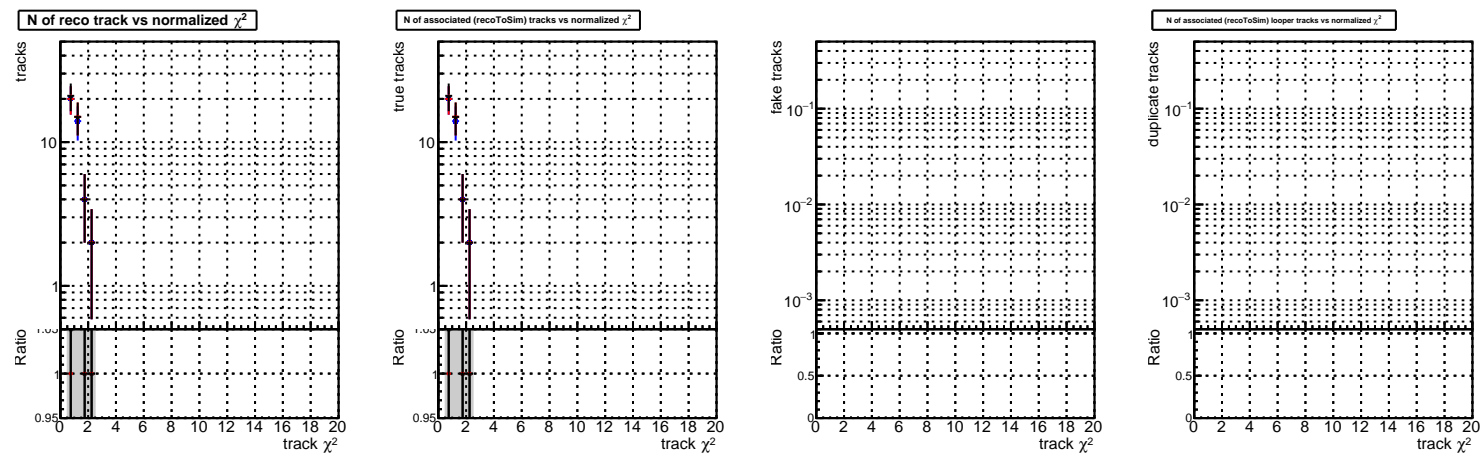 N of reco track vs normalized χ²
tracks
10
1
1.05
Ratio
1
0.95
0 2 4 6 8 10 12 14 16 18 20
track χ²
N of associated (recoToSim) tracks vs normalized χ²
true tracks
10
1
1.05
Ratio
1
0.95
0 2 4 6 8 10 12 14 16 18 20
track χ²
fake tracks
10⁻¹
10⁻²
10⁻³
Ratio
1
0.5
0
0 2 4 6 8 10 12 14 16 18 20
track χ²
N of associated (recoToSim) looper tracks vs normalized χ²
duplicate tracks
10⁻¹
10⁻²
10⁻³
Ratio
1
0.5
0
0 2 4 6 8 10 12 14 16 18 20
track χ²